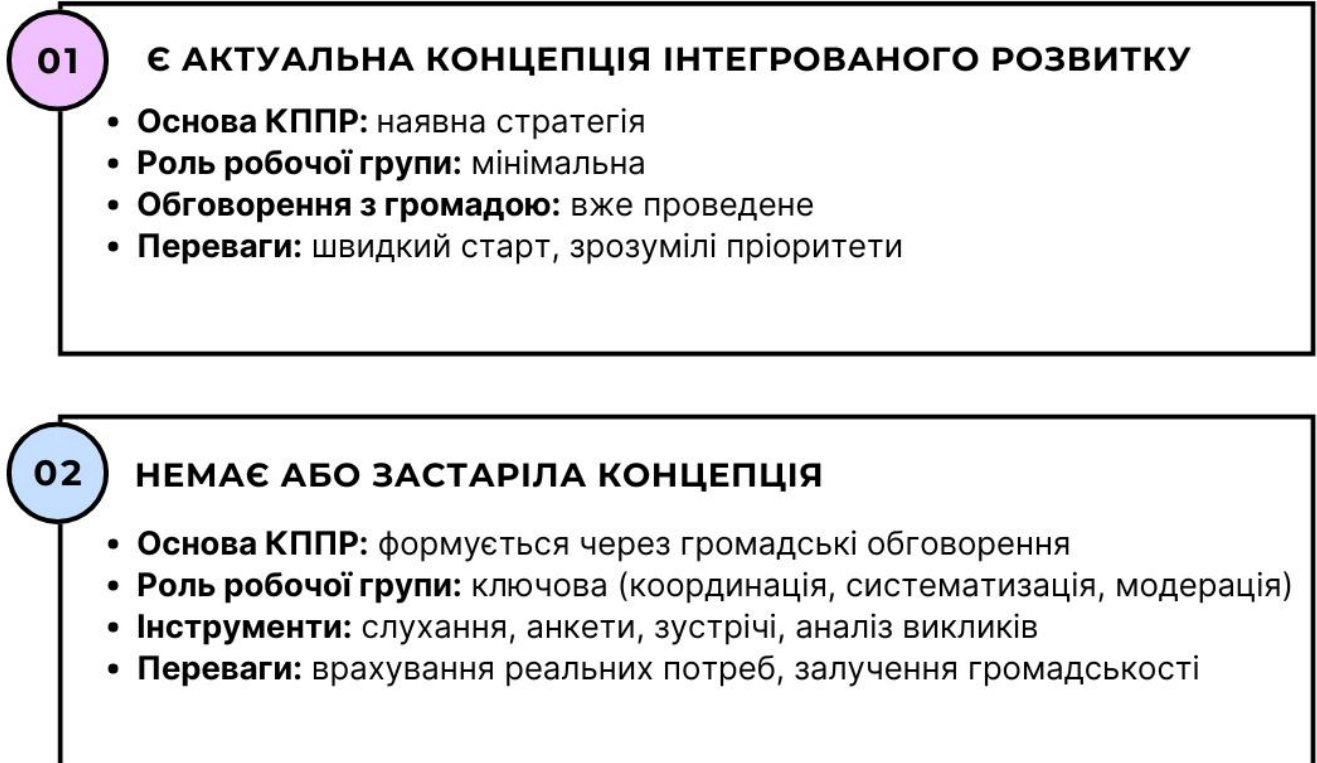 01
Є АКТУАЛЬНА КОНЦЕПЦІЯ ІНТЕГРОВАНОГО РОЗВИТКУ
• Основа КППР: наявна стратегія
• Роль робочої групи: мінімальна
• Обговорення з громадою: вже проведене
• Переваги: швидкий старт, зрозумілі пріоритети
02
НЕМАЄ АБО ЗАСТАРІЛА КОНЦЕПЦІЯ
• Основа КППР: формується через громадські обговорення
• Роль робочої групи: ключова (координація, систематизація, модерація)
• Інструменти: слухання, анкети, зустрічі, аналіз викликів
• Переваги: врахування реальних потреб, залучення громадськості